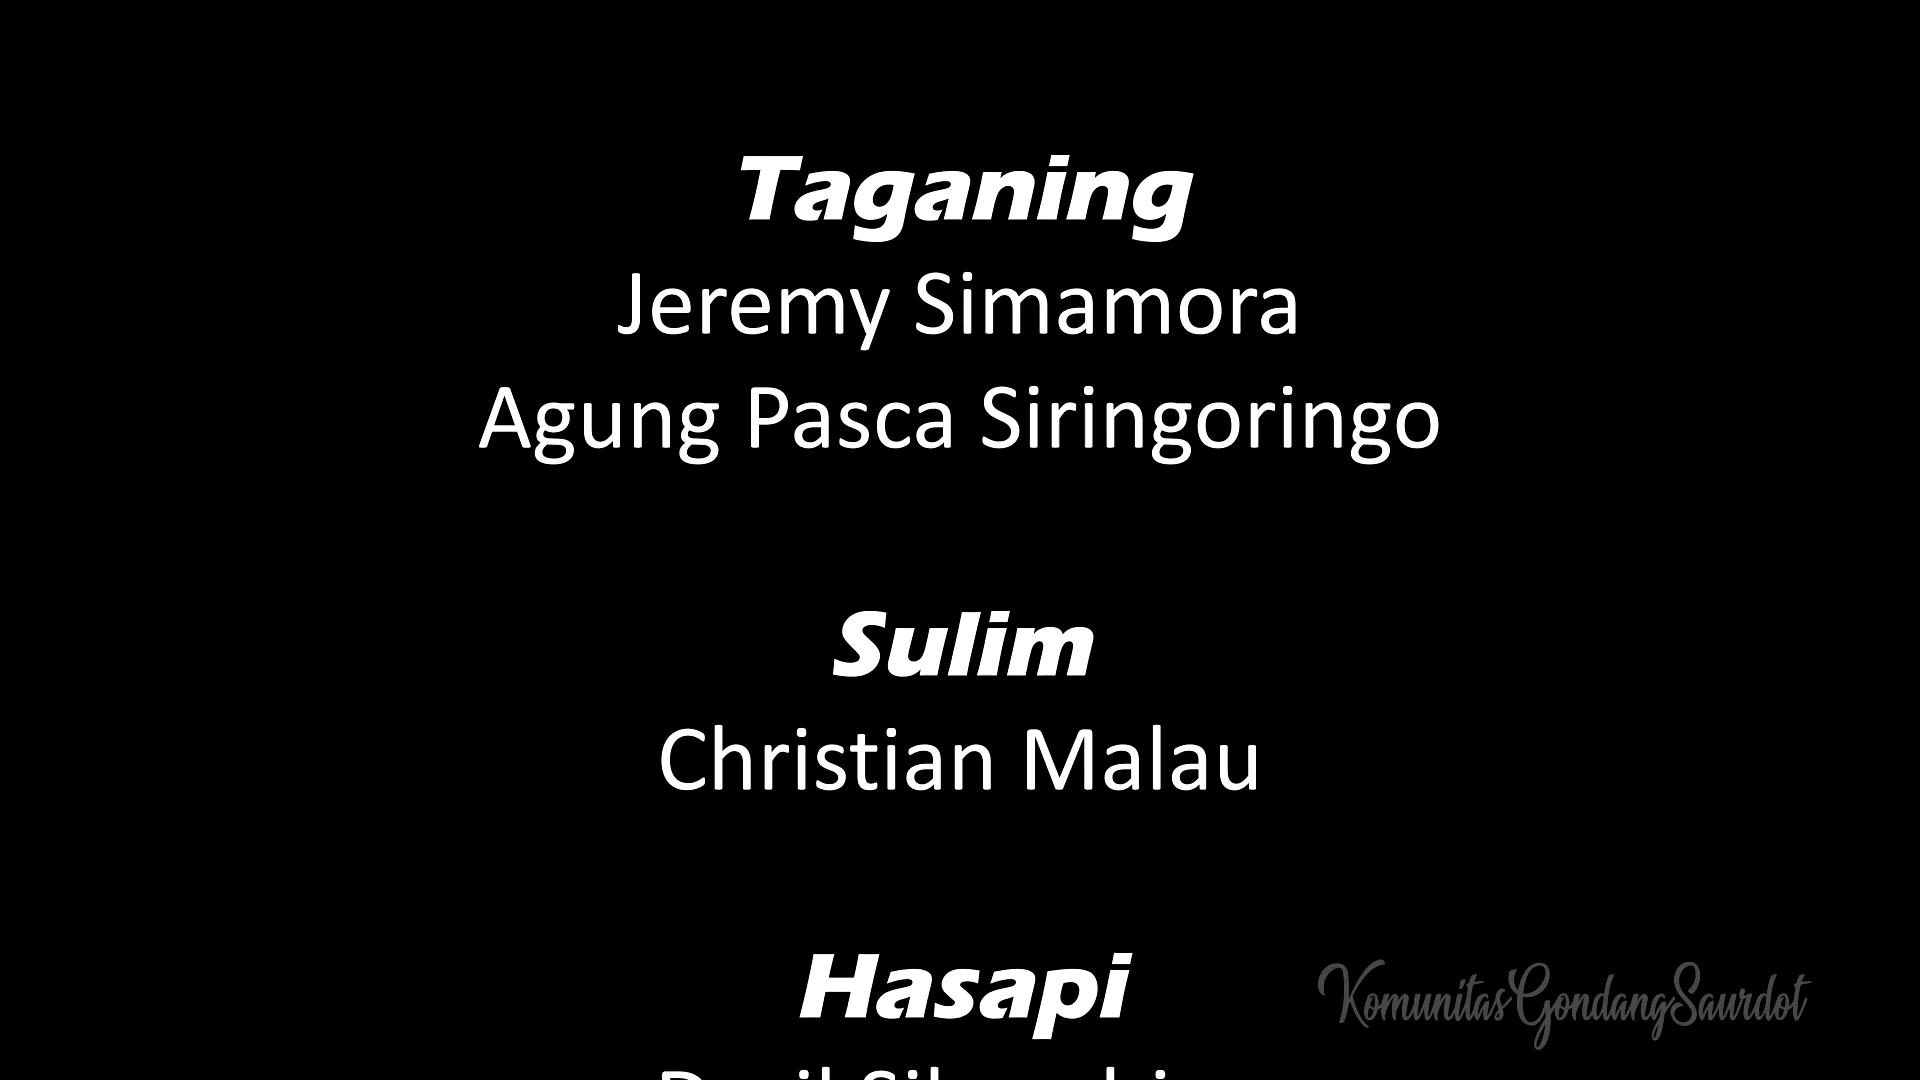 Taganing
Jeremy Simamora
Agung Pasca Siringoringo
Sulim
Christian Malau
Hasapi
KomunitasGondangSaurdot